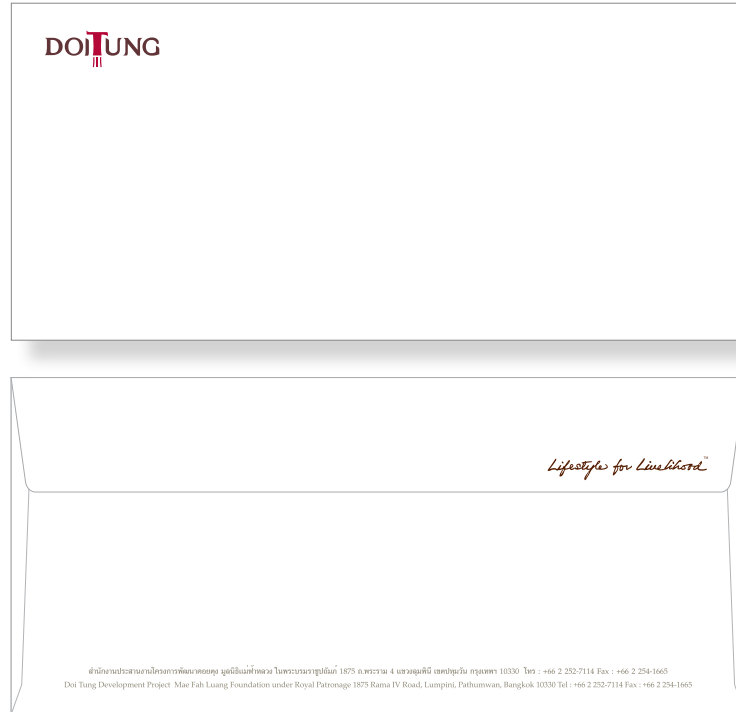 DOITUNG
Lifestyle for Livelihood™
สำนักงานประสานงานโครงการพัฒนาดอยตุง มูลนิธิแม่ฟ้าหลวง ในพระบรมราชูปถัมภ์ 1875 ถ.พระราม 4 แขวงลุมพินี เขตปทุมวัน กรุงเทพฯ 10330 โทร : +66 2 252-7114 Fax : +66 2 254-1665
Doi Tung Development Project Mae Fah Luang Foundation under Royal Patronage 1875 Rama IV Road, Lumpini, Pathumwan, Bangkok 10330 Tel : +66 2 252-7114 Fax : +66 2 254-1665